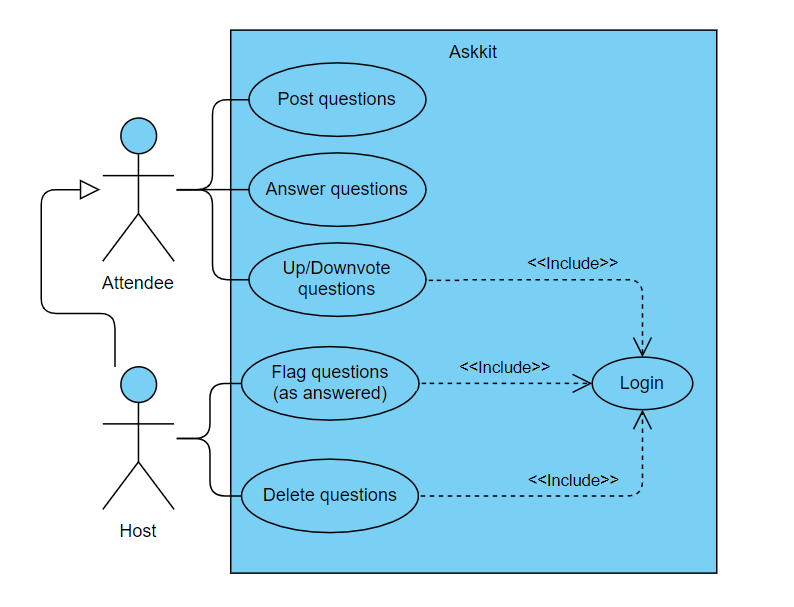 Askkit
Post questions
Answer questions
Up/Downvote
questions
<<Include>>
Attendee
Flag questions
(as answered)
<<Include>>
Login
Delete questions
<<Include>>
Host